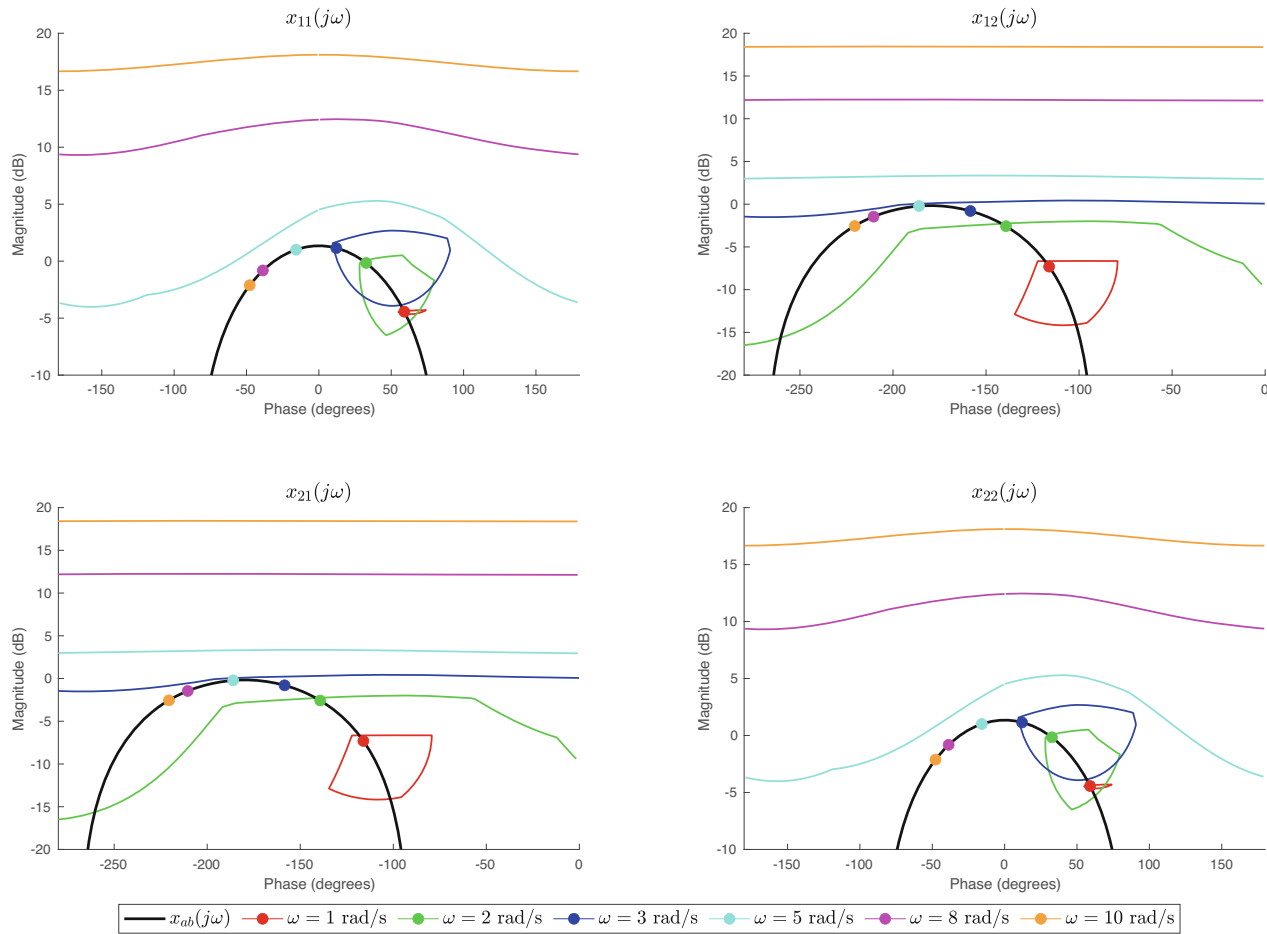 x₁₁(jω)
20
15
10
5
0
-5
-10
-150 -100 -50 0 50 100 150
Magnitude (dB)
Phase (degrees)
x₁₂(jω)
20
15
10
5
0
-5
-10
-15
-20
-250 -200 -150 -100 -50 0
Magnitude (dB)
Phase (degrees)
x₂₁(jω)
20
15
10
5
0
-5
-10
-15
-20
-250 -200 -150 -100 -50 0
Magnitude (dB)
Phase (degrees)
x₂₂(jω)
20
15
10
5
0
-5
-10
-150 -100 -50 0 50 100 150
Magnitude (dB)
Phase (degrees)
xₐb(jω) ω = 1 rad/s ω = 2 rad/s ω = 3 rad/s ω = 5 rad/s ω = 8 rad/s ω = 10 rad/s